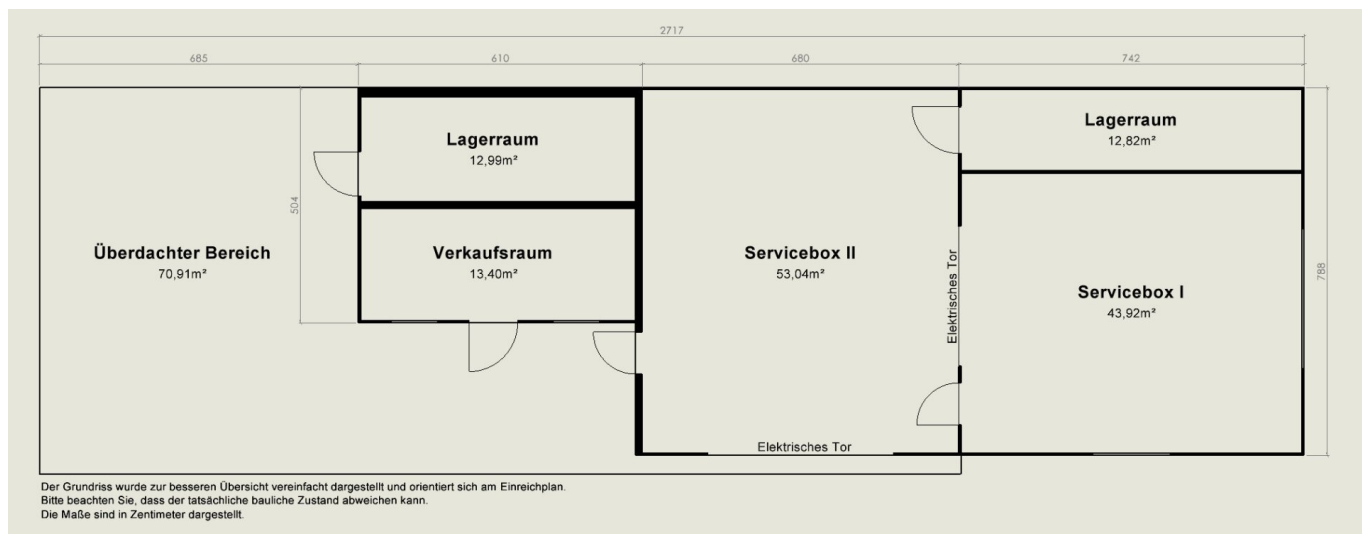 2717
685
610
680
742
Lagerraum
12,99m²
Lagerraum
12,82m²
504
Überdachter Bereich
70,91m²
Verkaufsraum
13,40m²
Servicebox II
53,04m²
Elektrisches Tor
Servicebox I
43,92m²
788
Elektrisches Tor
Der Grundriss wurde zur besseren Übersicht vereinfacht dargestellt und orientiert sich am Einreichplan.
Bitte beachten Sie, dass der tatsächliche bauliche Zustand abweichen kann.
Die Maße sind in Zentimeter dargestellt.